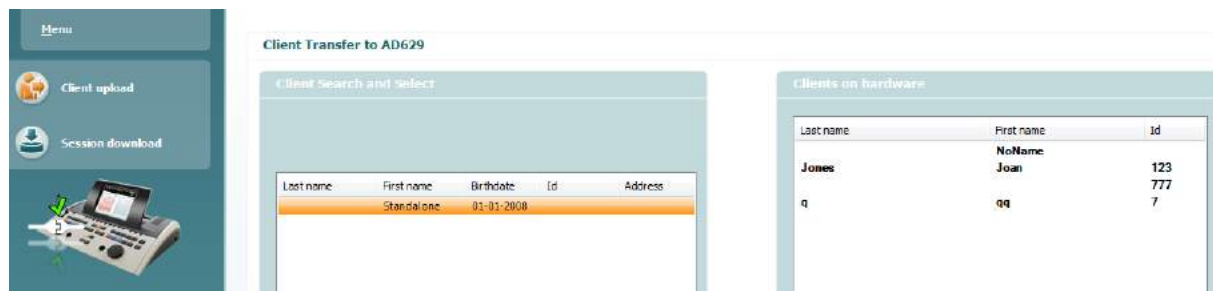 Menu
Client upload
Session download
Client Transfer to AD629
Client Search and Select
Last name First name Birthdate Id Address
Standalone 01-01-2008
Clients on hardware
Last name First name Id
NoName
Jones Joan 123
777
q qq 7